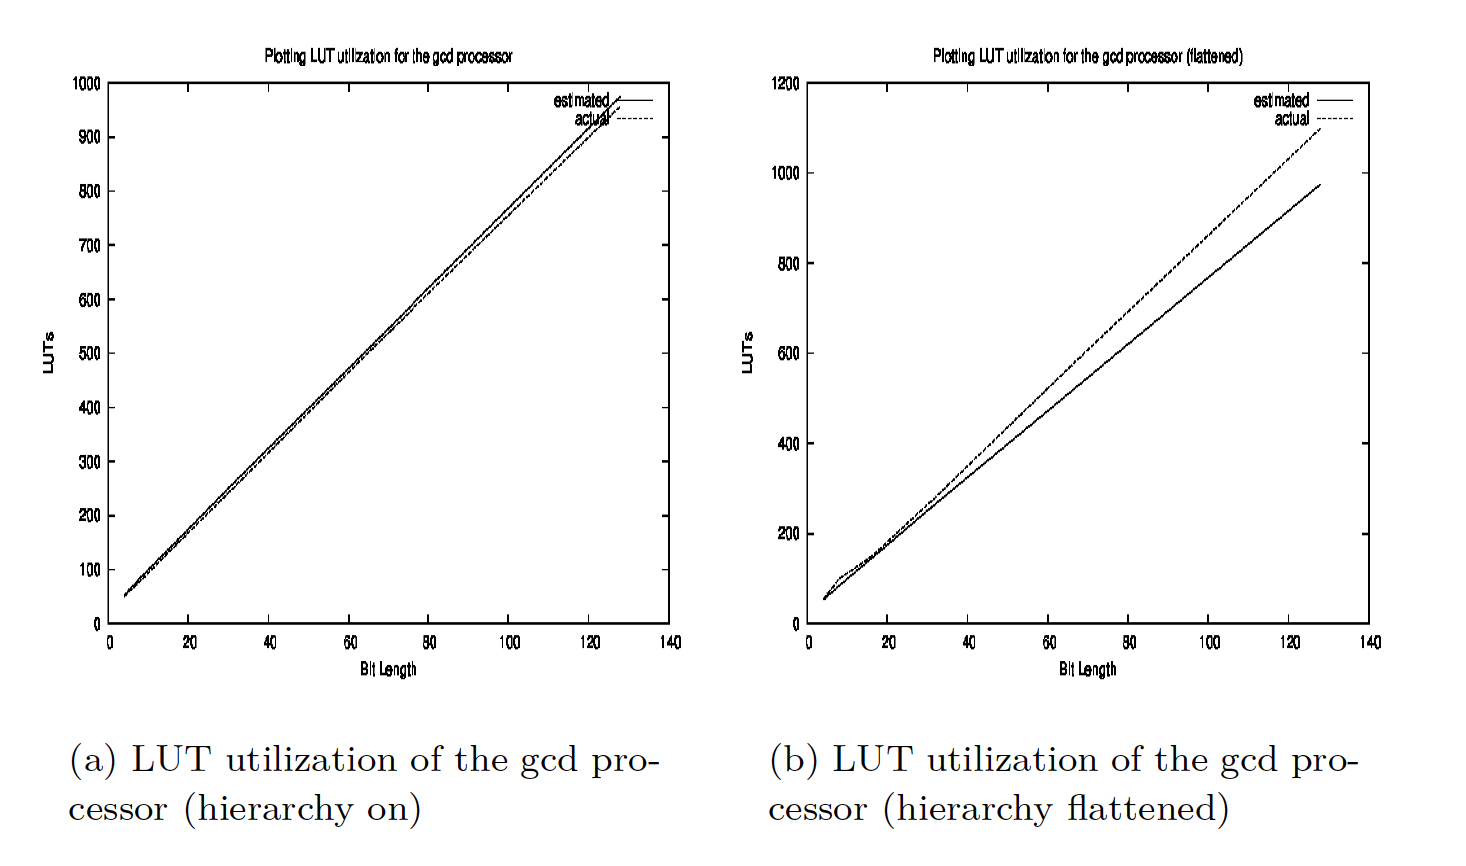 Plotting LUT utilization for the gcd processor
1000
900
800
700
600
500
400
300
200
100
0
LUTs
estimated
actual
0 20 40 60 80 100 120 140
Bit Length
(a) LUT utilization of the gcd pro-
cessor (hierarchy on)
Plotting LUT utilization for the gcd processor (flattened)
1200
1000
800
600
400
200
0
LUTs
estimated
actual
0 20 40 60 80 100 120 140
Bit Length
(b) LUT utilization of the gcd pro-
cessor (hierarchy flattened)